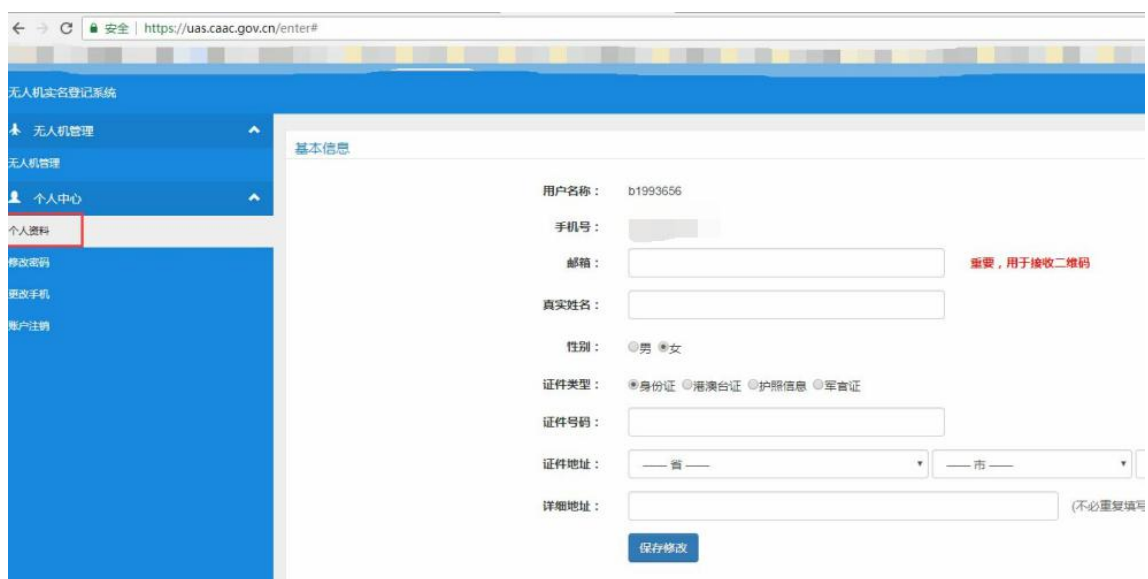 安全 | https://uas.caac.gov.cn/enter#
无人机实名登记系统
无人机管理
无人机管理
个人中心
个人资料
修改密码
更改手机
账户注销
基本信息
用户名称： b1993656
手机号：
邮箱： 重要，用于接收二维码
真实姓名：
性别： 男 女
证件类型： 身份证 港澳台证 护照信息 军官证
证件号码：
证件地址： —— 省 —— —— 市 ——
详细地址： (不必重复填写
保存修改